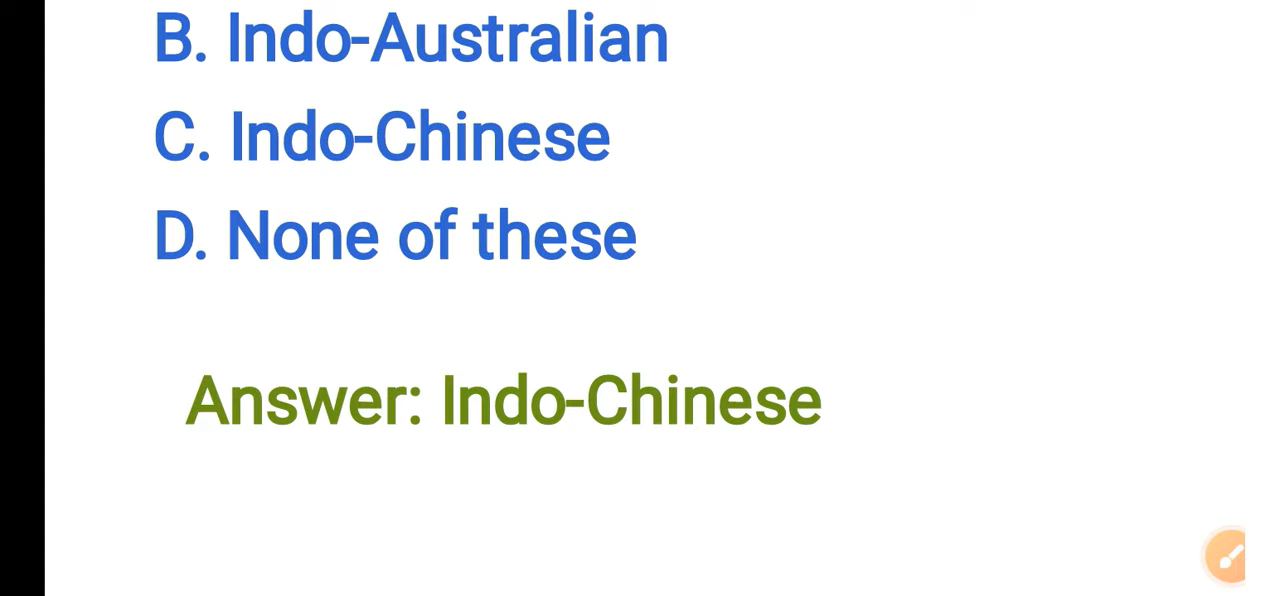 B. Indo-Australian
C. Indo-Chinese
D. None of these
Answer: Indo-Chinese